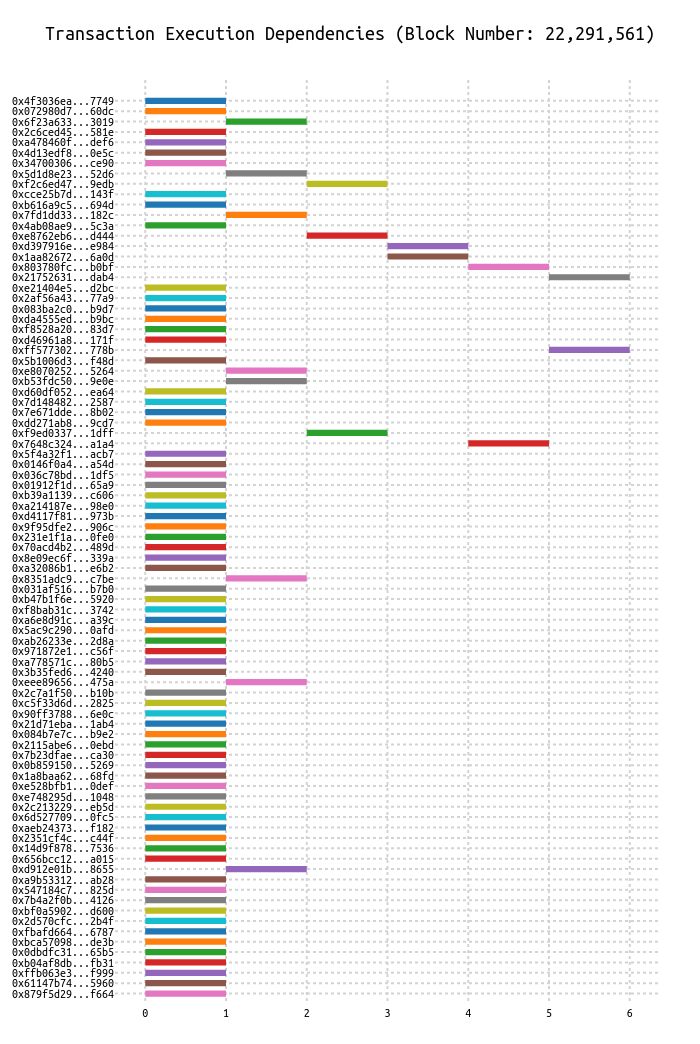 Transaction Execution Dependencies (Block Number: 22,291,561)
0x4f3036ea...7749
0x072980d7...60dc
0x6f23a633...3019
0x2c6ced45...581e
0xa478460f...def6
0x4d13edf8...0e5c
0x34700306...ce90
0x5d1d8e23...52d6
0xf2c6ed47...9edb
0xcce25b7d...143f
0xb616a9c5...694d
0x7fd1dd33...182c
0x4ab08ae9...5c3a
0xe8762eb6...d444
0xd397916e...e984
0x1aa82672...6a0d
0x803780fc...b0bf
0x21752631...dab4
0xe21404e5...d2bc
0x2af56a43...77a9
0x083ba2c0...b9d7
0xda4555ed...b9bc
0xf8528a20...83d7
0xd46961a8...171f
0xff577302...778b
0x5b1006d3...f48d
0xe8070252...5264
0xb53fdc50...9e0e
0xd60df052...ea64
0x7d148482...2587
0x7e671dde...8b02
0xdd271ab8...9cd7
0xf9ed0337...1dff
0x7648c324...a1a4
0x5f4a32f1...acb7
0x0146f0a4...a54d
0x036c78bd...1df5
0x01912f1d...65a9
0xb39a1139...c606
0xa214187e...98e0
0xd4117f81...973b
0x9f95dfe2...906c
0x231e1f1a...0fe0
0x70acd4b2...489d
0x8e09ec6f...339a
0xa32086b1...e6b2
0x8351adc9...c7be
0x031af516...b7b0
0xb47b1f6e...5920
0xf8bab31c...3742
0xa6e8d91c...a39c
0x5ac9c290...0afd
0xab26233e...2d8a
0x971872e1...c56f
0xa778571c...80b5
0x3b35fed6...4240
0xeee89656...475a
0x2c7a1f50...b10b
0xc5f33d6d...2825
0x90ff3788...6e0c
0x21d71eba...1ab4
0x084b7e7c...b9e2
0x2115abe6...0ebd
0x7b23dfae...ca30
0x0b859150...5269
0x1a8baa62...68fd
0xe528bfb1...0def
0xe748295d...1048
0x2c213229...eb5d
0x6d527709...0fc5
0xaeb24373...f182
0x2351cf4c...c44f
0x14d9f878...7536
0x656bcc12...a015
0xd912e01b...8655
0xa9b53312...ab28
0x547184c7...825d
0x7b4a2f0b...4126
0xbf0a5902...d600
0x2d570cfc...2b4f
0xfbafd664...6787
0xbca57098...de3b
0x0dbdfc31...65b5
0xb04af8db...fb31
0xffb063e3...f999
0x61147b74...5960
0x879f5d29...f664
0 1 2 3 4 5 6